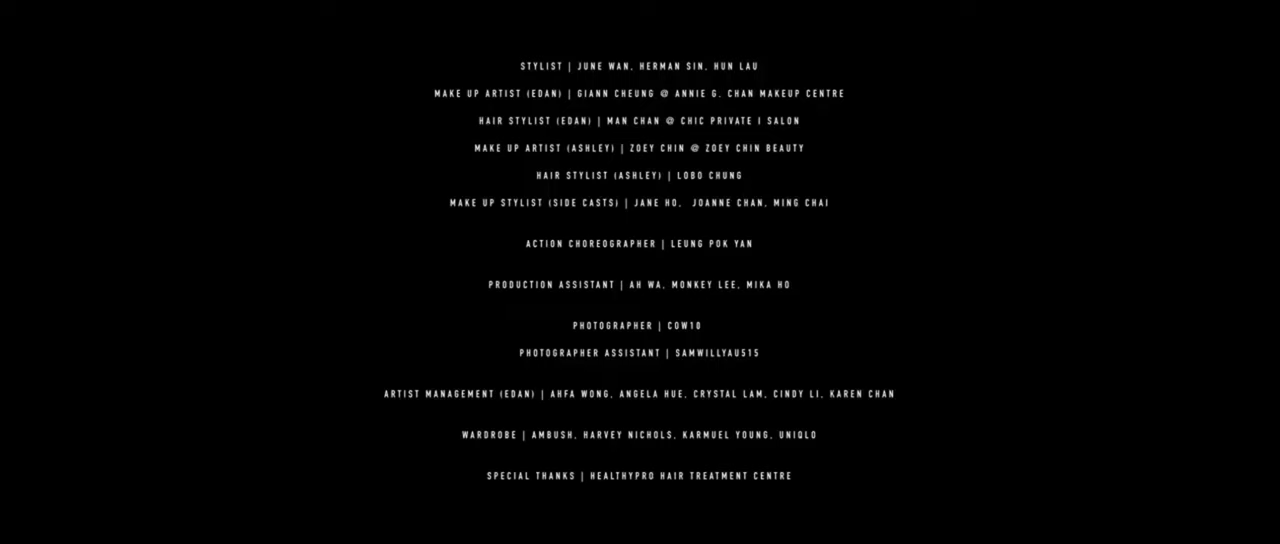 STYLIST | JUNE WAN, HERMAN SIN, HUN LAU
MAKE UP ARTIST (EDAN) | GIANN CHEUNG @ ANNIE G. CHAN MAKEUP CENTRE
HAIR STYLIST (EDAN) | MAN CHAN @ CHIC PRIVATE I SALON
MAKE UP ARTIST (ASHLEY) | ZOEY CHIN @ ZOEY CHIN BEAUTY
HAIR STYLIST (ASHLEY) | LOBO CHUNG
MAKE UP STYLIST (SIDE CASTS) | JANE HO,  JOANNE CHAN, MING CHAI
ACTION CHOREOGRAPHER | LEUNG POK YAN
PRODUCTION ASSISTANT | AH WA, MONKEY LEE, MIKA HO
PHOTOGRAPHER | COW10
PHOTOGRAPHER ASSISTANT | SAMWILLYAU515
ARTIST MANAGEMENT (EDAN) | AHFA WONG, ANGELA HUE, CRYSTAL LAM, CINDY LI, KAREN CHAN
WARDROBE | AMBUSH, HARVEY NICHOLS, KARMUEL YOUNG, UNIQLO
SPECIAL THANKS | HEALTHYPRO HAIR TREATMENT CENTRE